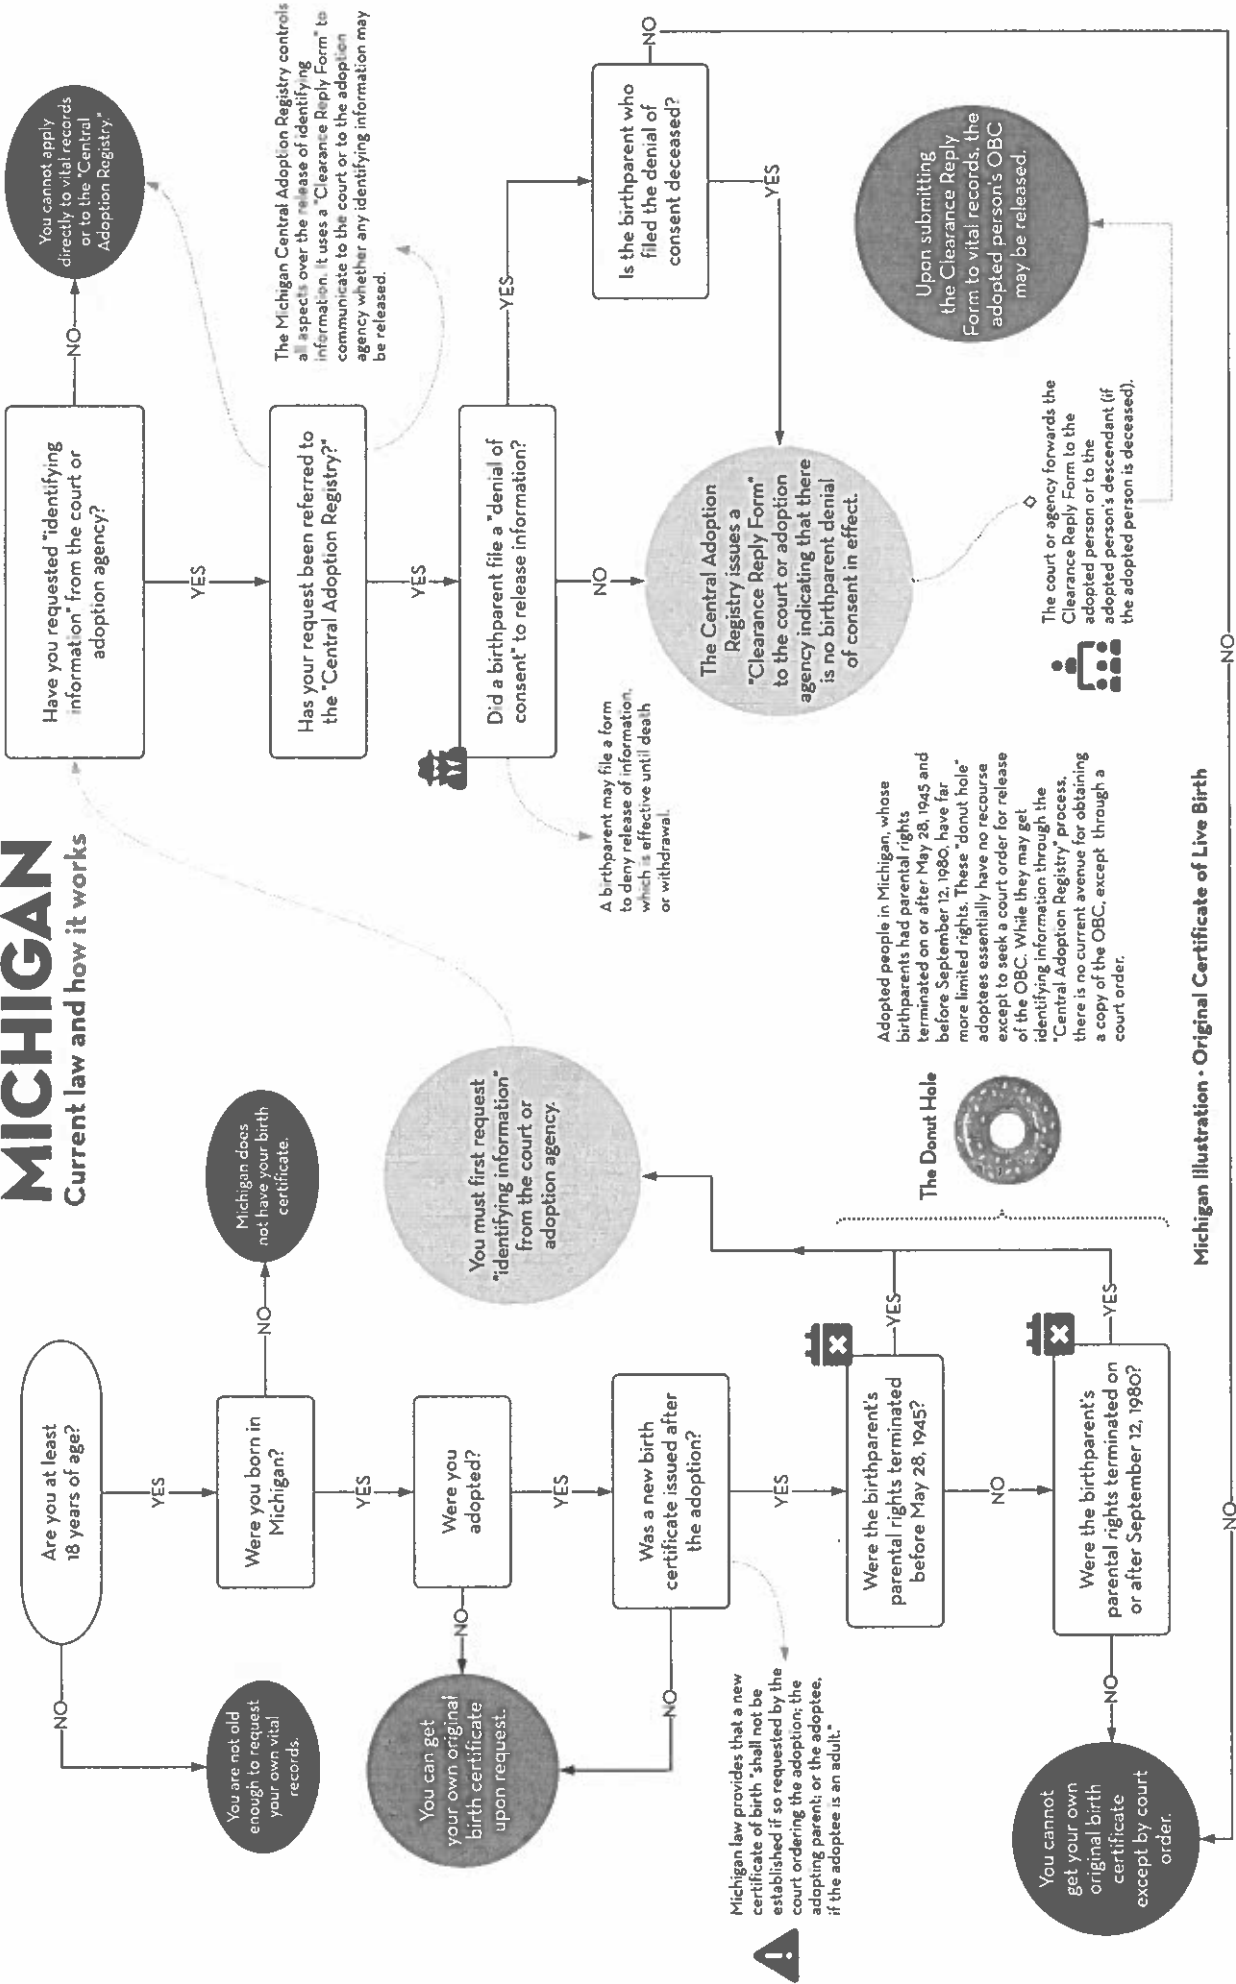 MICHIGAN
Current law and how it works
Are you at least
18 years of age?
NO
You are not old
enough to request
your own vital
records.
YES
Were you born in
Michigan?
NO
Michigan does
not have your birth
certificate.
YES
Were you
adopted?
NO
You can get
your own original
birth certificate
upon request.
YES
Was a new birth
certificate issued after
the adoption?
NO
Michigan law provides that a new
certificate of birth "shall not be
established if so requested by the
court ordering the adoption; the
adopting parent; or the adoptee,
if the adoptee is an adult."
YES
Were the birthparent's
parental rights terminated
before May 28, 1945?
YES
NO
Were the birthparent's
parental rights terminated on
or after September 12, 1980?
YES
NO
You cannot
get your own
original birth
certificate
except by court
order.
You must first request
"identifying information"
from the court or
adoption agency.
The Donut Hole
Adopted people in Michigan, whose
birthparents had parental rights
terminated on or after May 28, 1945 and
before September 12, 1980, have far
more limited rights. These "donut hole"
adoptees essentially have no recourse
except to seek a court order for release
of the OBC. While they may get
identifying information through the
"Central Adoption Registry" process,
there is no current avenue for obtaining
a copy of the OBC, except through a
court order.
Have you requested "identifying
information" from the court or
adoption agency?
NO
You cannot apply
directly to vital records
or to the "Central
Adoption Registry."
YES
Has your request been referred to
the "Central Adoption Registry?"
The Michigan Central Adoption Registry controls
all aspects over the release of identifying
information. It uses a "Clearance Reply Form" to
communicate to the court or to the adoption
agency whether any identifying information may
be released.
YES
Did a birthparent file a "denial of
consent" to release information?
A birthparent may file a form
to deny release of information,
which is effective until death
or withdrawal.
YES
Is the birthparent who
filed the denial of
consent deceased?
NO
YES
NO
The Central Adoption
Registry issues a
"Clearance Reply Form"
to the court or adoption
agency indicating that there
is no birthparent denial
of consent in effect.
The court or agency forwards the
Clearance Reply Form to the
adopted person or to the
adopted person's descendant (if
the adopted person is deceased).
Upon submitting
the Clearance Reply
Form to vital records, the
adopted person's OBC
may be released.
NO
NO
Michigan Illustration • Original Certificate of Live Birth